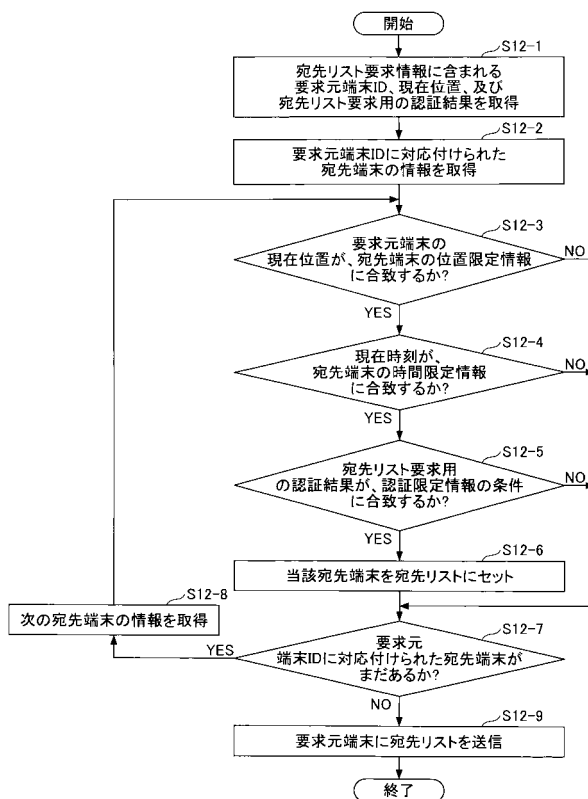 開始
S12-1
宛先リスト要求情報に含まれる
要求元端末ID、現在位置、及び
宛先リスト要求用の認証結果を取得
S12-2
要求元端末IDに対応付けられた
宛先端末の情報を取得
S12-3
要求元端末の
現在位置が、宛先端末の位置限定情報
に合致するか?
NO
YES
S12-4
現在時刻が、
宛先端末の時間限定情報
に合致するか?
NO
YES
S12-5
宛先リスト要求用
の認証結果が、認証限定情報の条件
に合致するか?
NO
YES
S12-6
当該宛先端末を宛先リストにセット
S12-8
次の宛先端末の情報を取得
S12-7
要求元
端末IDに対応付けられた宛先端末が
まだあるか?
YES
NO
S12-9
要求元端末に宛先リストを送信
終了